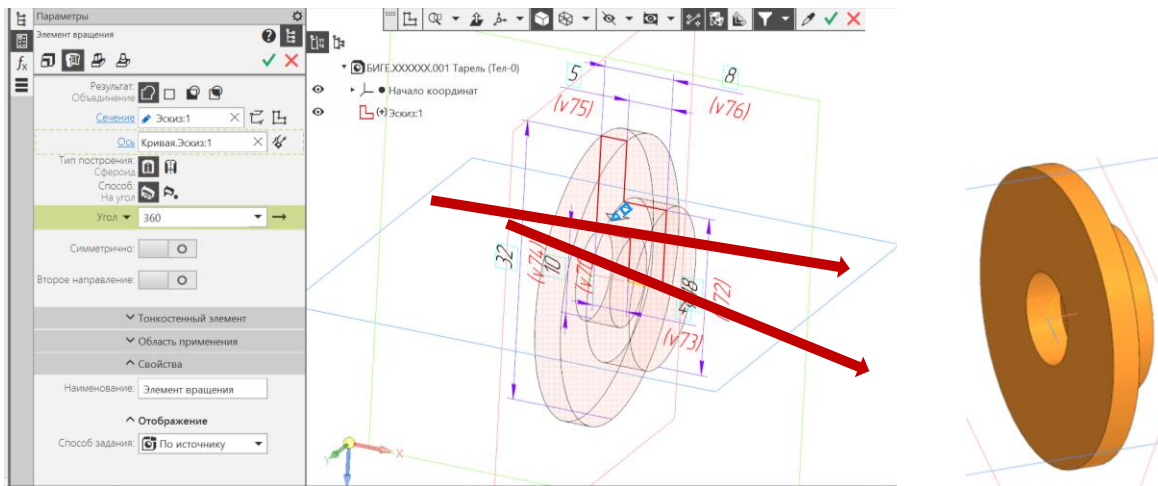 Параметры
Элемент вращения
Результат:
Объединение
Сечение Эскиз:1
Ось Кривая.Эскиз:1
Тип построения:
Сфероид
Способ:
На угол
Угол 360
Симметрично:
Второе направление:
Тонкостенный элемент
Область применения
Свойства
Наименование: Элемент вращения
Отображение
Способ задания: По источнику
БИГЕ.XXXXXX.001 Тарель (Тел-0)
Начало координат
(+)Эскиз:1
5
(v75)
8
(v76)
32
(v74)
10
18
(v72)
(v73)
X